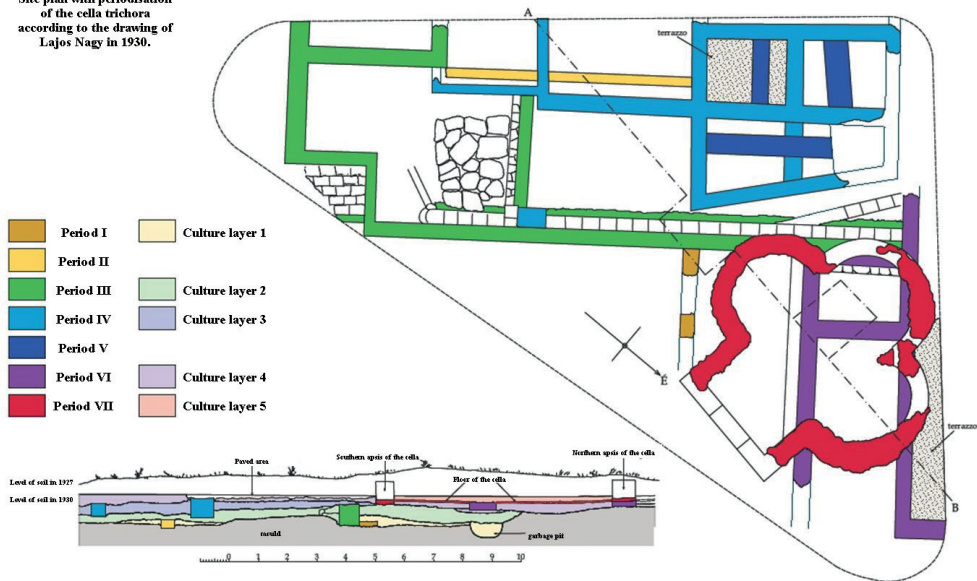 Site plan with periodisation
of the cella trichora
according to the drawing of
Lajos Nagy in 1930.
A
terrazzo
Period I
Culture layer 1
Period II
Period III
Culture layer 2
Period IV
Culture layer 3
Period V
Period VI
Culture layer 4
Period VII
Culture layer 5
É
terrazzo
B
Paved area
Southern apsis of the cella
Northern apsis of the cella
Level of soil in 1927
Floor of the cella
Level of soil in 1930
mould
garbage pit
0 1 2 3 4 5 6 7 8 9 10